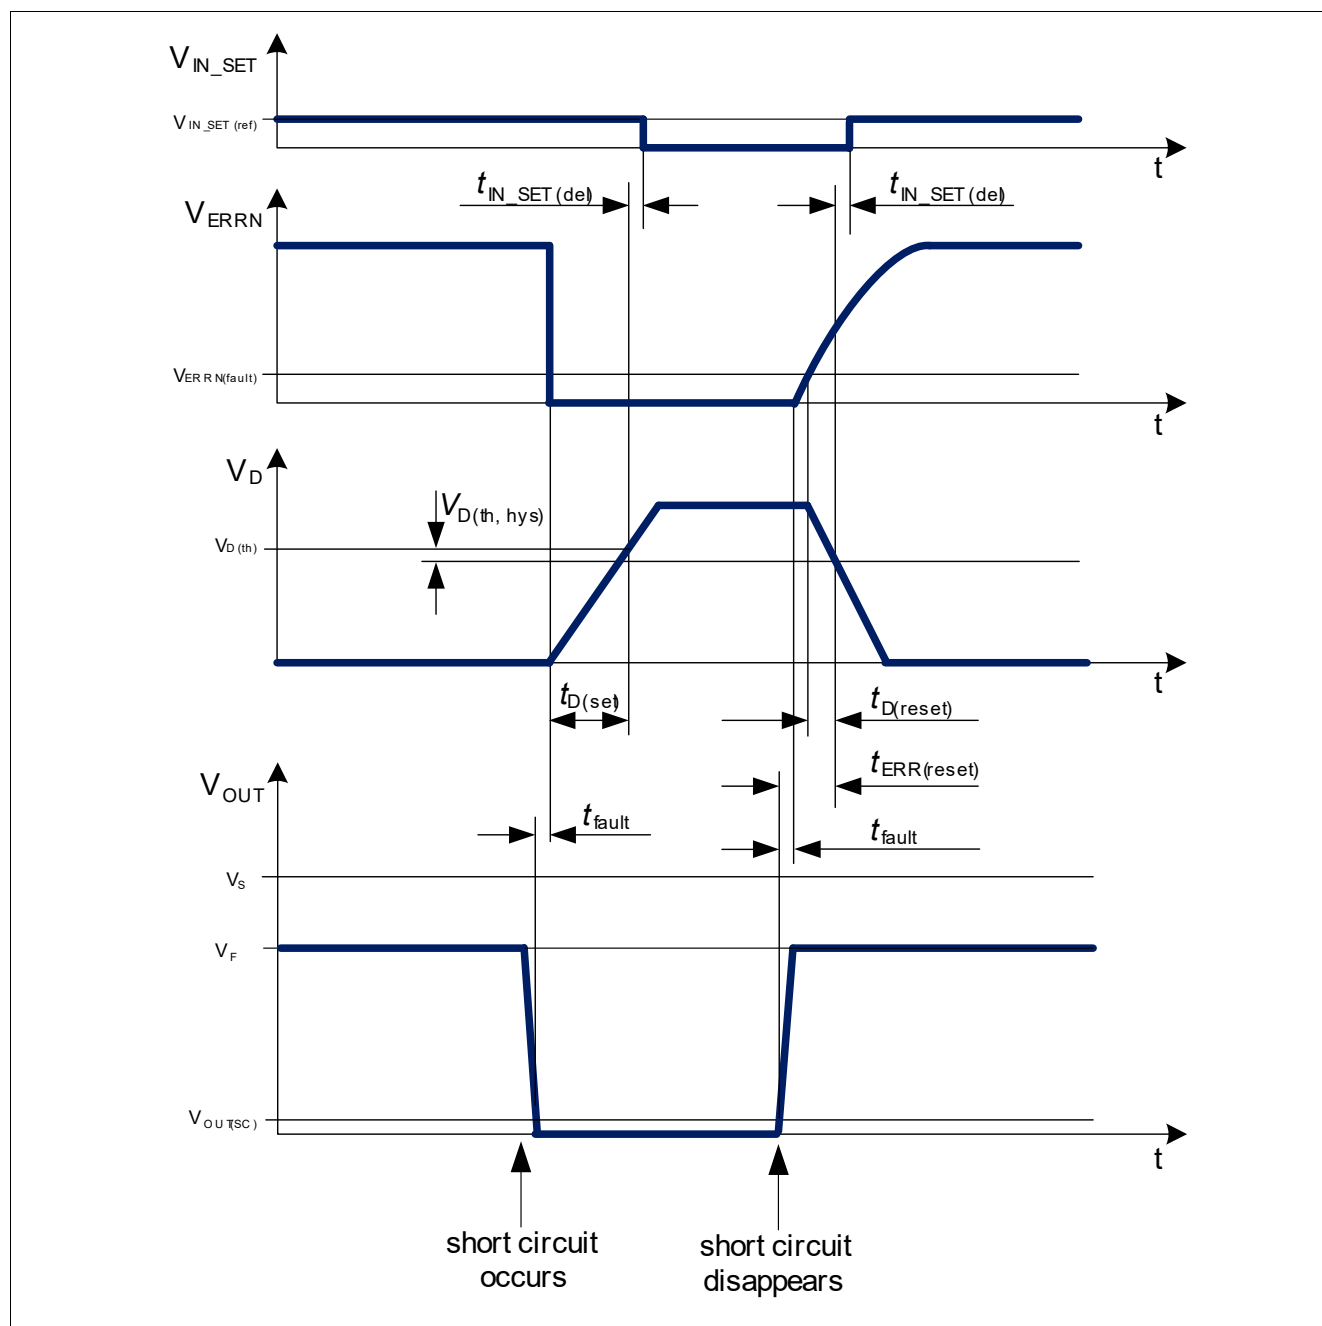 V IN_SET
V IN_SET(ref)
t
t IN_SET(del)
t IN_SET(del)
V ERRN
V ERRN(fault)
t
V D
V D(th, hys)
V D(th)
t
t D(set)
t D(reset)
t ERR(reset)
V OUT
t fault
t fault
V S
V F
V OUT(SC)
t
short circuit
occurs
short circuit
disappears